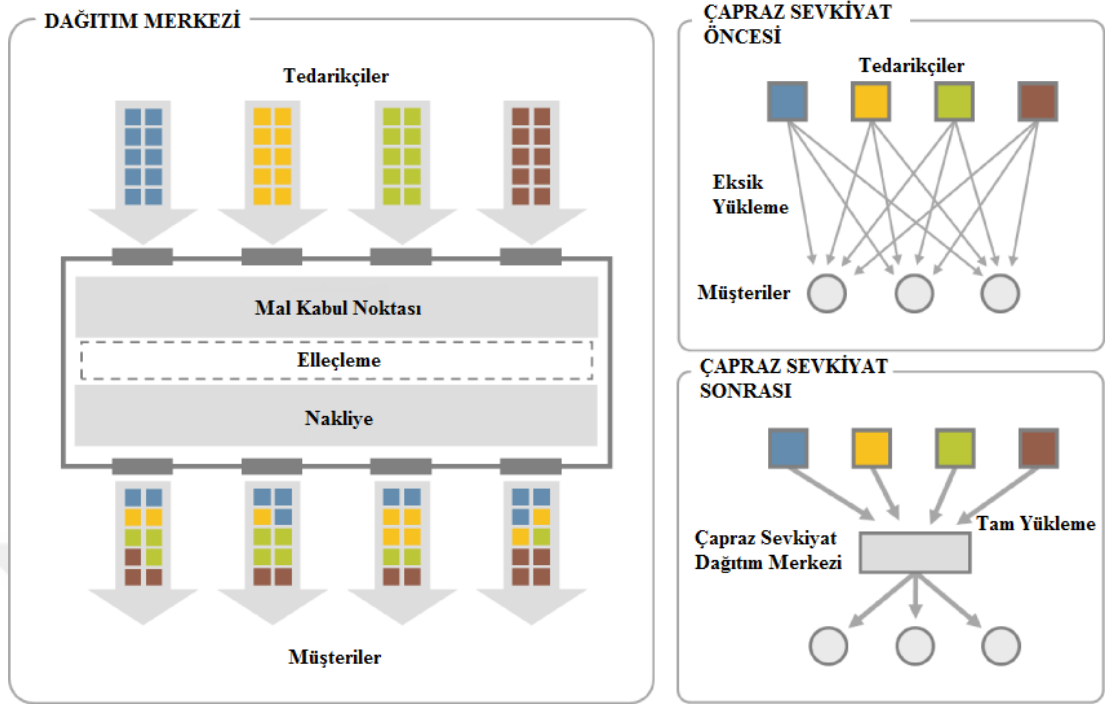 DAĞITIM MERKEZİ
Tedarikçiler
Mal Kabul Noktası
Elleçleme
Nakliye
Müşteriler
ÇAPRAZ SEVKİYAT
ÖNCESİ
Tedarikçiler
Eksik
Yükleme
Müşteriler
ÇAPRAZ SEVKİYAT
SONRASI
Tam Yükleme
Çapraz Sevkiyat
Dağıtım Merkezi